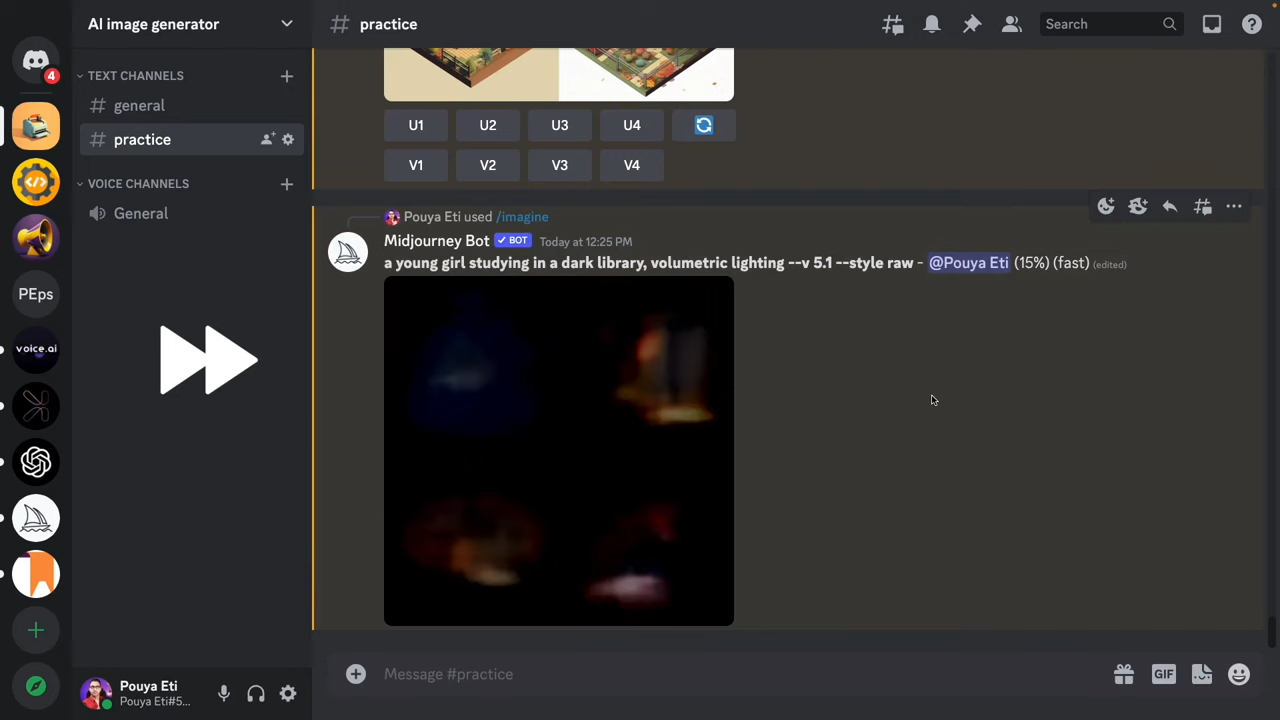 AI image generator
practice
Search
4
TEXT CHANNELS
general
practice
VOICE CHANNELS
General
PEps
voice.ai
U1 U2 U3 U4
V1 V2 V3 V4
Pouya Eti used /imagine
Midjourney Bot ✓ BOT Today at 12:25 PM
a young girl studying in a dark library, volumetric lighting --v 5.1 --style raw - @Pouya Eti (15%) (fast) (edited)
Message #practice
GIF
Pouya Eti
Pouya Eti#5...